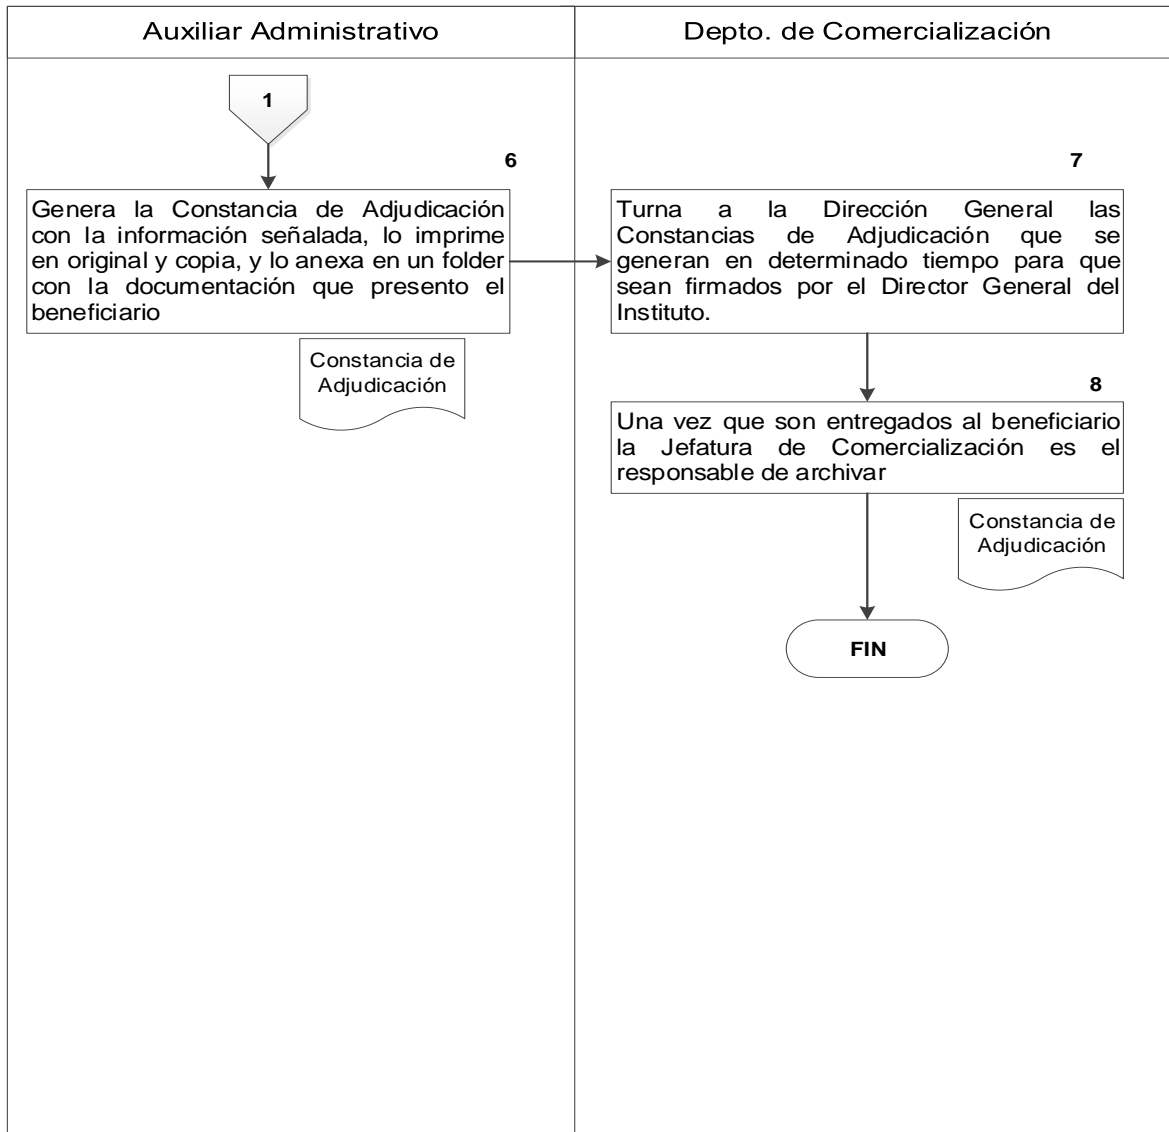 Auxiliar Administrativo
Depto. de Comercialización
1
6
Genera la Constancia de Adjudicación
con la información señalada, lo imprime
en original y copia, y lo anexa en un folder
con la documentación que presento el
beneficiario
Constancia de
Adjudicación
7
Turna a la Dirección General las
Constancias de Adjudicación que se
generan en determinado tiempo para que
sean firmados por el Director General del
Instituto.
8
Una vez que son entregados al beneficiario
la Jefatura de Comercialización es el
responsable de archivar
Constancia de
Adjudicación
FIN